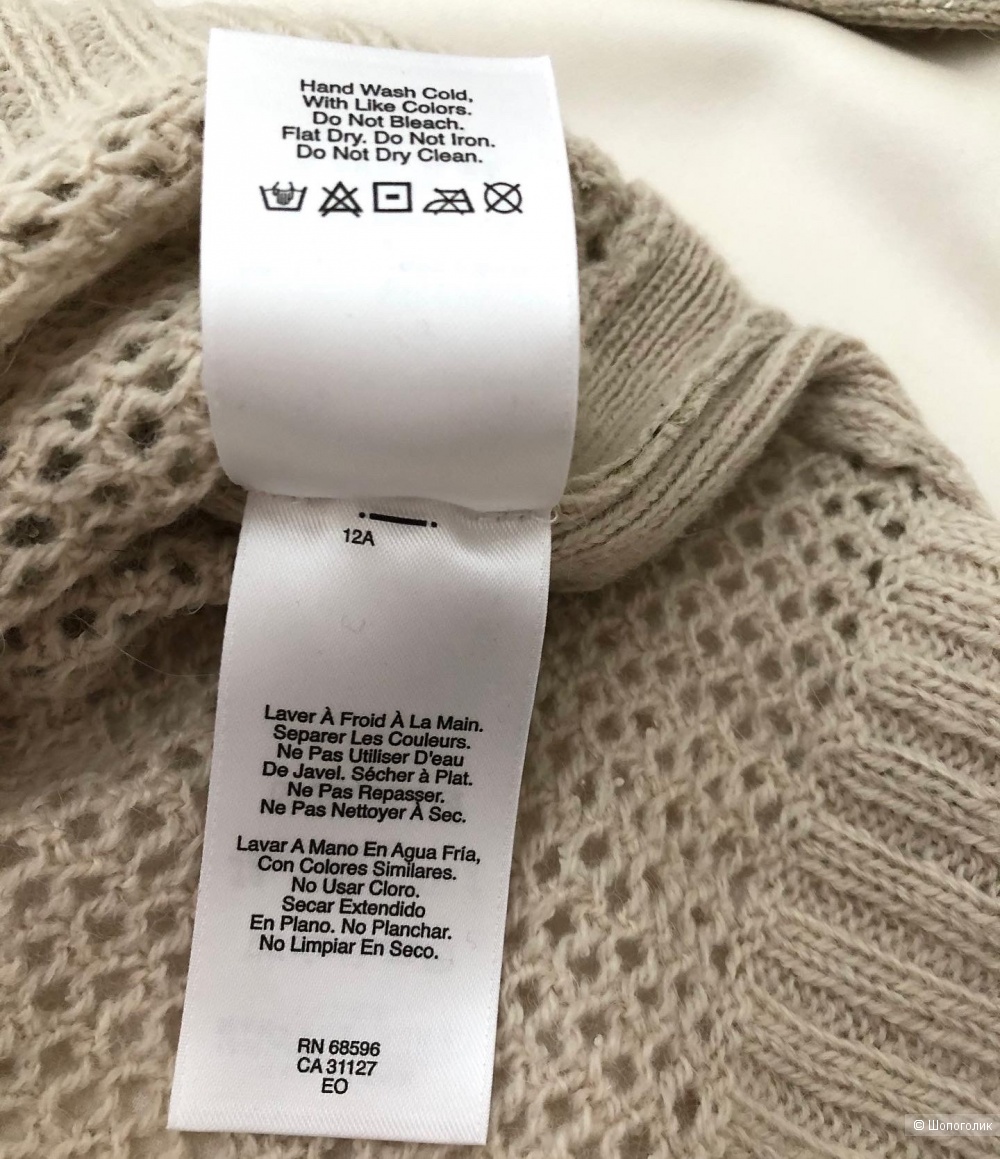 Hand Wash Cold,
With Like Colors.
Do Not Bleach.
Flat Dry. Do Not Iron.
Do Not Dry Clean.
12A
Laver À Froid À La Main.
Separer Les Couleurs.
Ne Pas Utiliser D'eau
De Javel. Sécher à Plat.
Ne Pas Repasser.
Ne Pas Nettoyer À Sec.
Lavar A Mano En Agua Fría,
Con Colores Similares.
No Usar Cloro.
Secar Extendido
En Plano. No Planchar.
No Limpiar En Seco.
RN 68596
CA 31127
EO
© Шопоголик